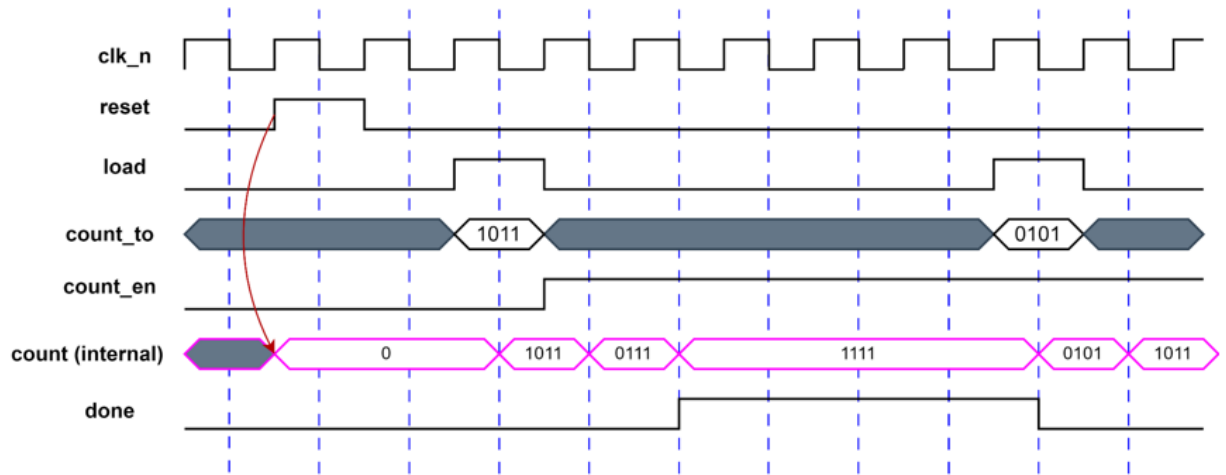 clk_n
reset
load
count_to 1011 0101
count_en
count (internal) 0 1011 0111 1111 0101 1011
done